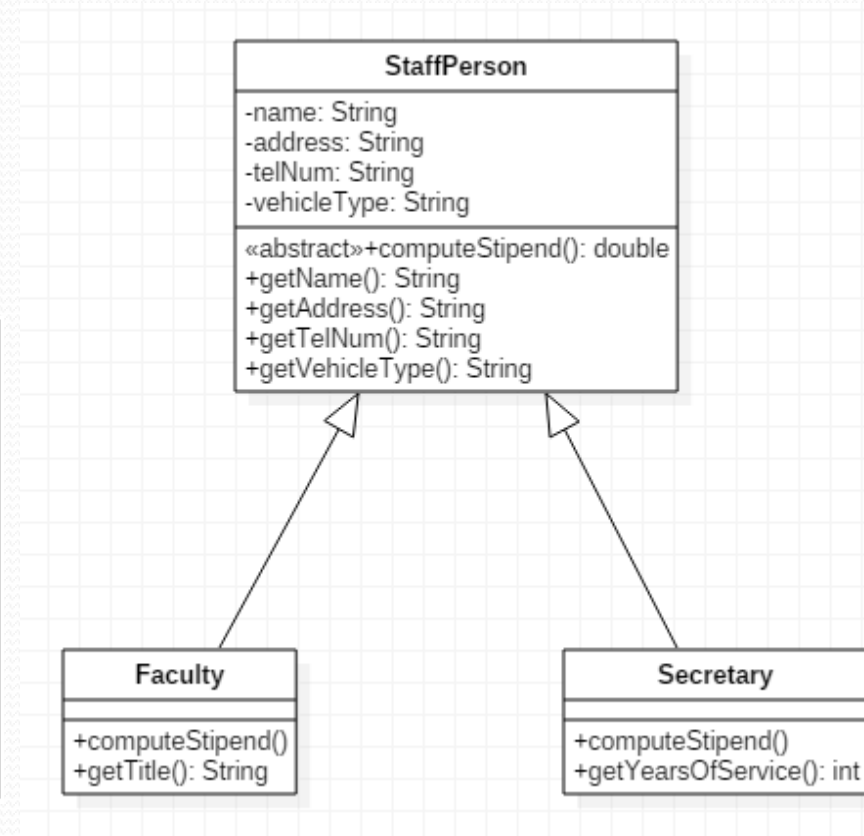 StaffPerson
-name: String
-address: String
-telNum: String
-vehicleType: String
«abstract»+computeStipend(): double
+getName(): String
+getAddress(): String
+getTelNum(): String
+getVehicleType(): String
Faculty
+computeStipend()
+getTitle(): String
Secretary
+computeStipend()
+getYearsOfService(): int